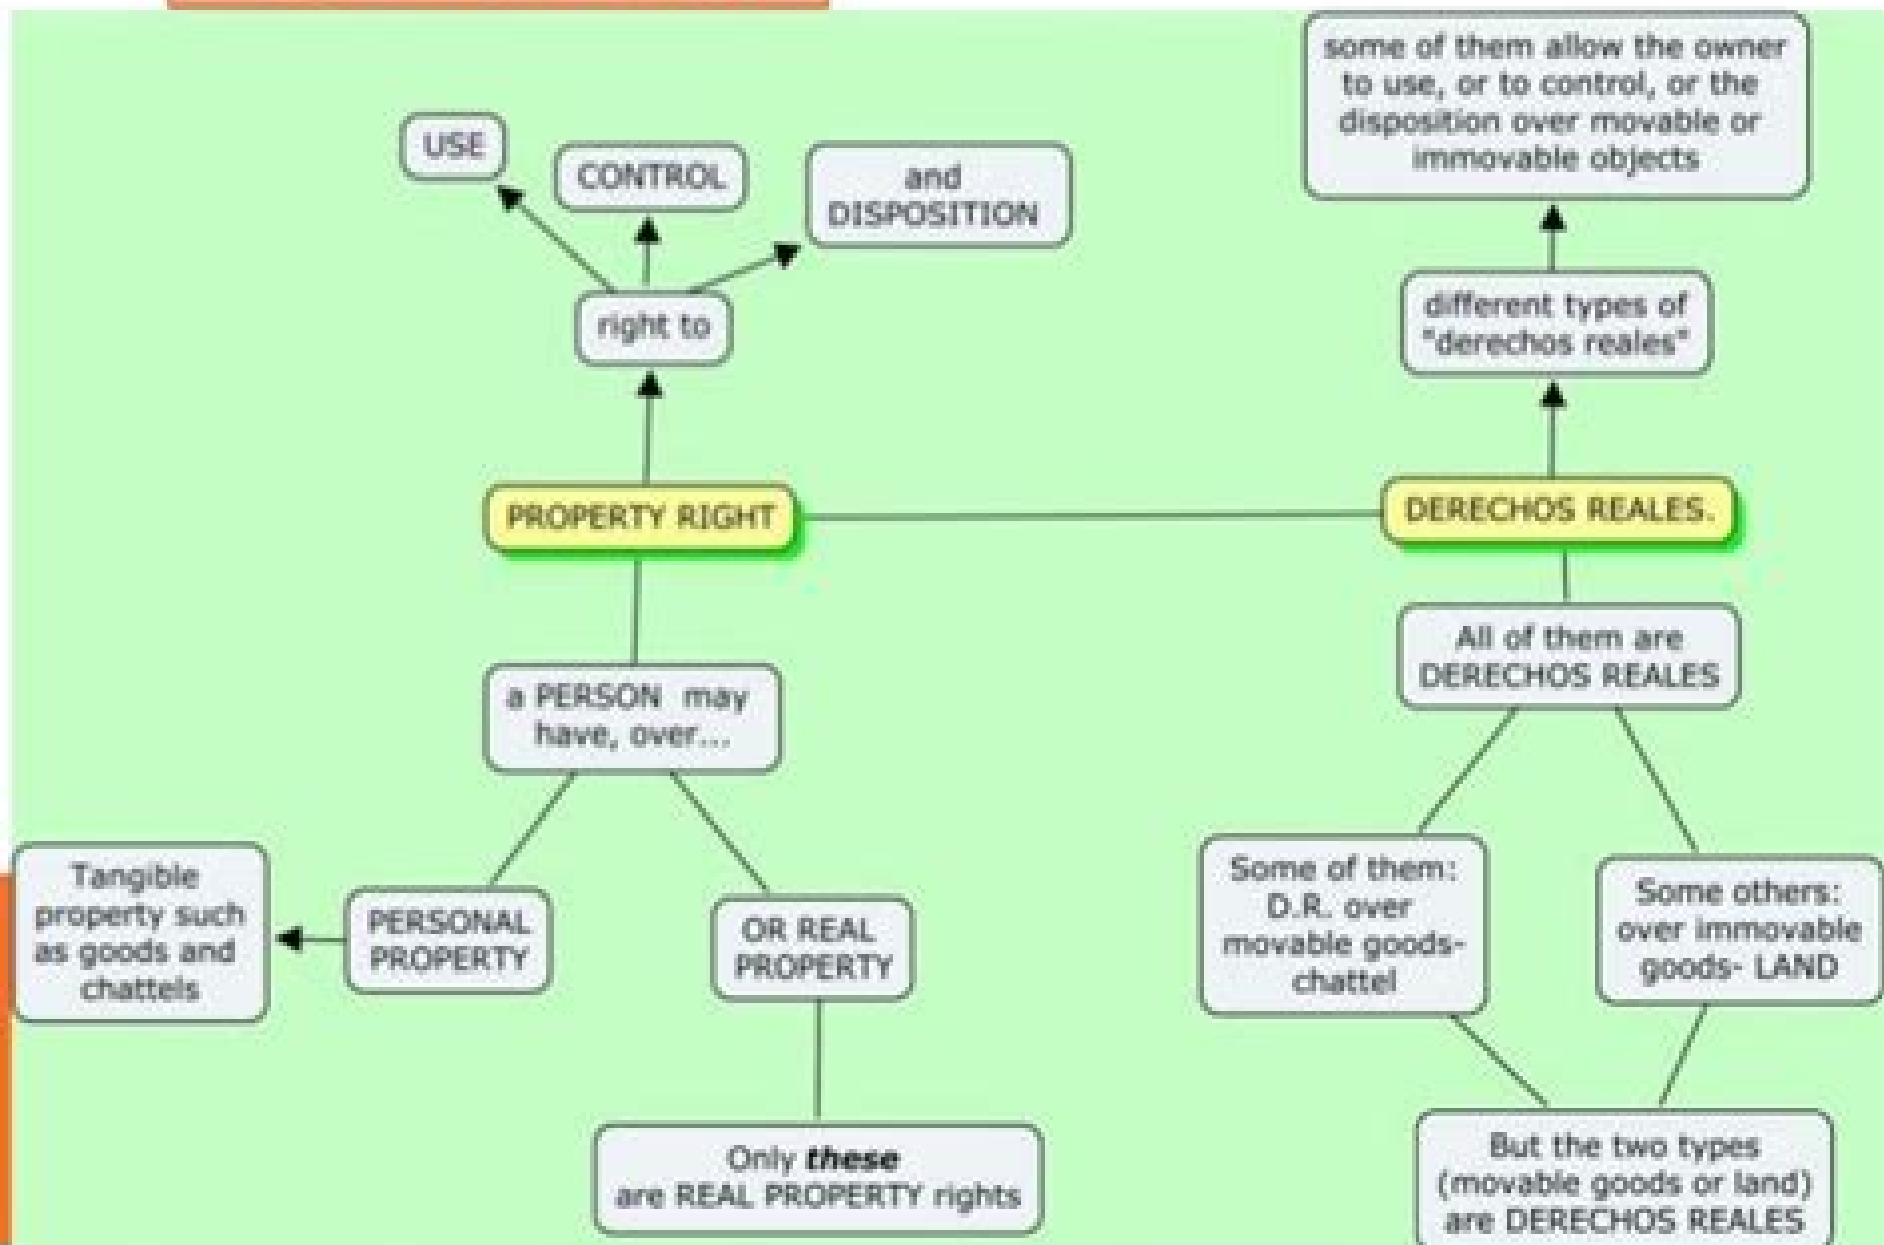 USE
CONTROL
and
DISPOSITION
right to
PROPERTY RIGHT
a PERSON may
have, over...
Tangible
property such
as goods and
chattels
PERSONAL
PROPERTY
OR REAL
PROPERTY
Only these
are REAL PROPERTY rights
some of them allow the owner
to use, or to control, or the
disposition over movable or
immovable objects
different types of
"derechos reales"
DERECHOS REALES.
All of them are
DERECHOS REALES
Some of them:
D.R. over
movable goods-
chattel
Some others:
over immovable
goods- LAND
But the two types
(movable goods or land)
are DERECHOS REALES